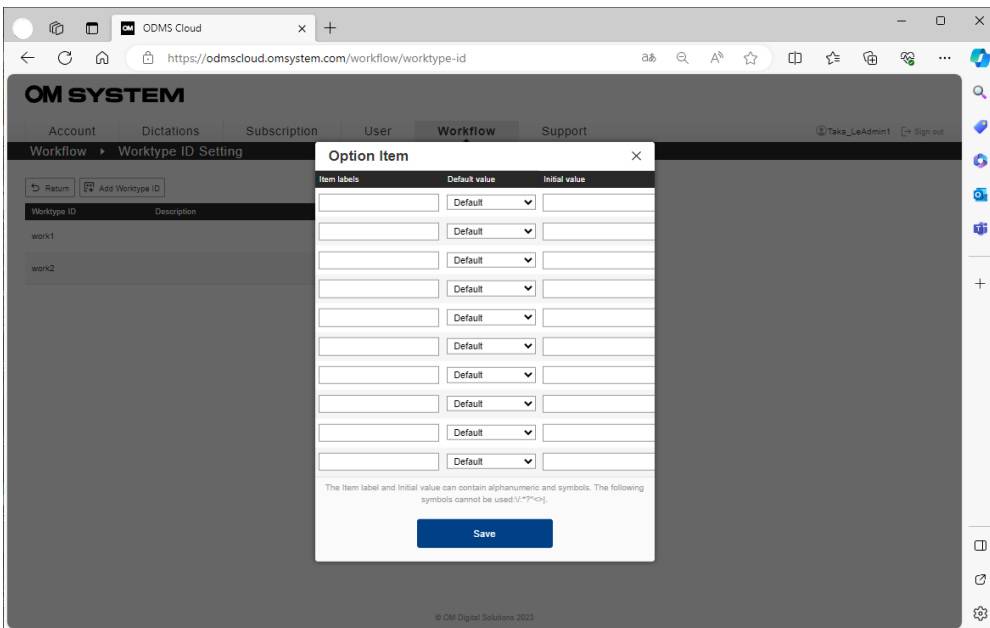 OM ODMS Cloud
https://odmscloud.omsystem.com/workflow/worktype-id
OM SYSTEM
Account Dictations Subscription User Workflow Support Taka_LeAdmin1 Sign out
Workflow Worktype ID Setting
Return Add Worktype ID
Worktype ID Description
work1
work2
Option Item
Item labels Default value Initial value
Default
Default
Default
Default
Default
Default
Default
Default
Default
Default
The Item label and Initial value can contain alphanumeric and symbols. The following
symbols cannot be used:\/:*?"<>|.
Save
© OM Digital Solutions 2023